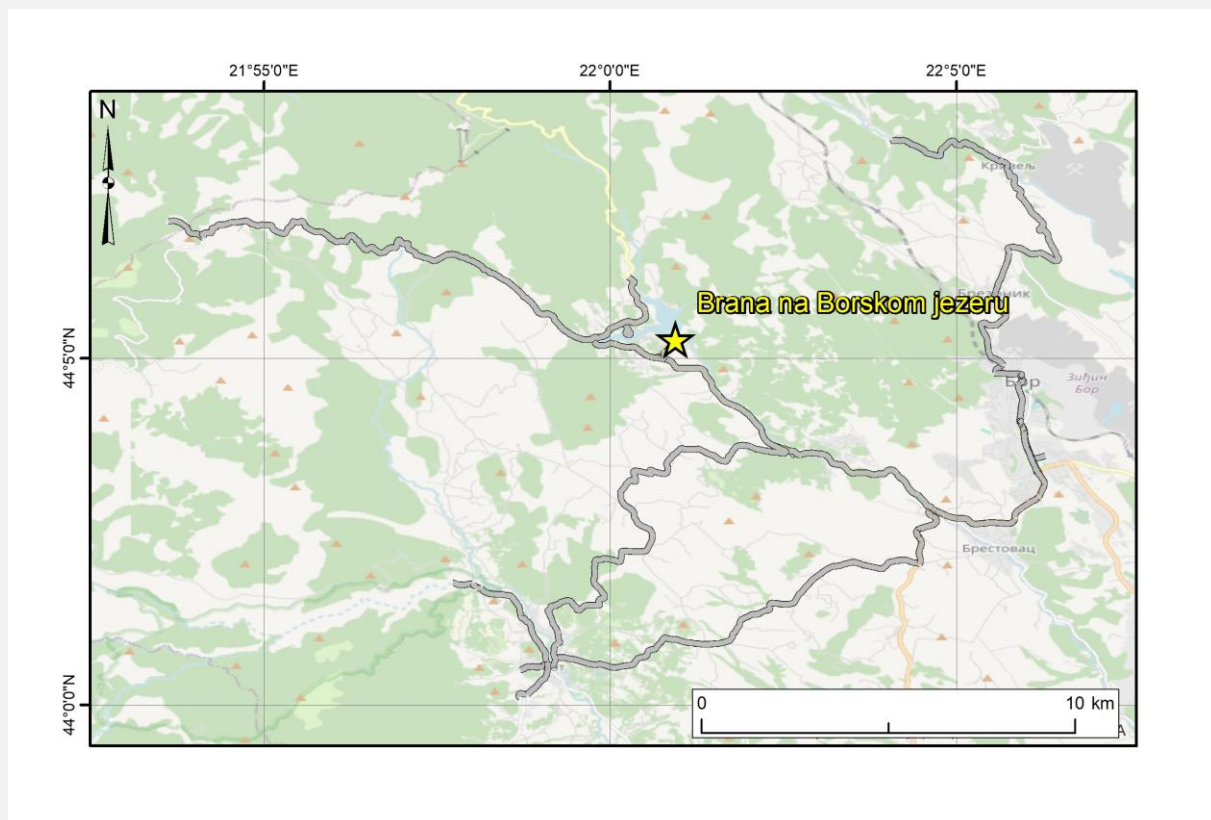 21°55'0"E
22°0'0"E
22°5'0"E
N
Кривељ
Brana na Borskom jezeru
44°5'0"N
Бор
Зиђин
Бор
Брестовац
44°0'0"N
0
10 km